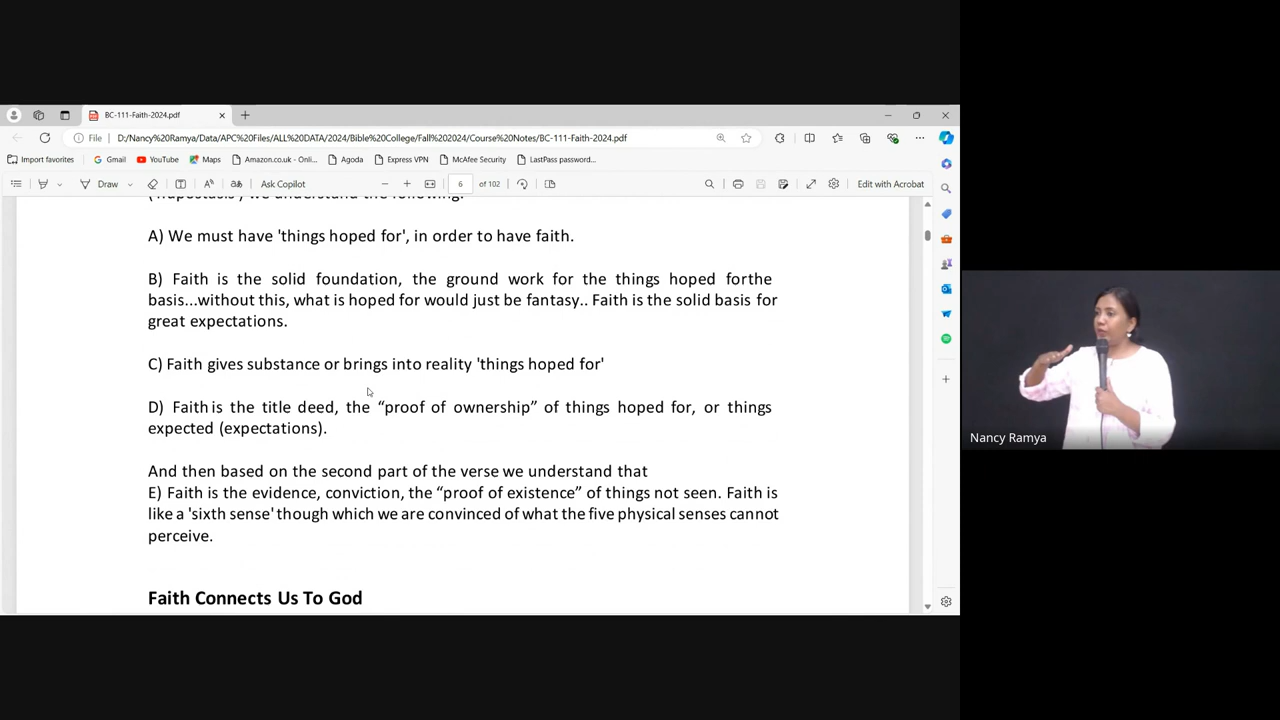 BC-111-Faith-2024.pdf
File
D:/Nancy%20Ramya/Data/APC%20Files/ALL%20DATA/2024/Bible%20College/Fall%202024/Course%20Notes/BC-111-Faith-2024.pdf
Import favorites Gmail YouTube Maps Amazon.co.uk - Onli... Agoda Express VPN McAfee Security LastPass password...
Draw Ask Copilot 6 of 102 Edit with Acrobat
we understand the following:
A) We must have 'things hoped for', in order to have faith.
B) Faith is the solid foundation, the ground work for the things hoped forthe
basis...without this, what is hoped for would just be fantasy.. Faith is the solid basis for
great expectations.
C) Faith gives substance or brings into reality 'things hoped for'
D) Faith is the title deed, the “proof of ownership” of things hoped for, or things
expected (expectations).
And then based on the second part of the verse we understand that
E) Faith is the evidence, conviction, the “proof of existence” of things not seen. Faith is
like a 'sixth sense' though which we are convinced of what the five physical senses cannot
perceive.
Faith Connects Us To God
Nancy Ramya